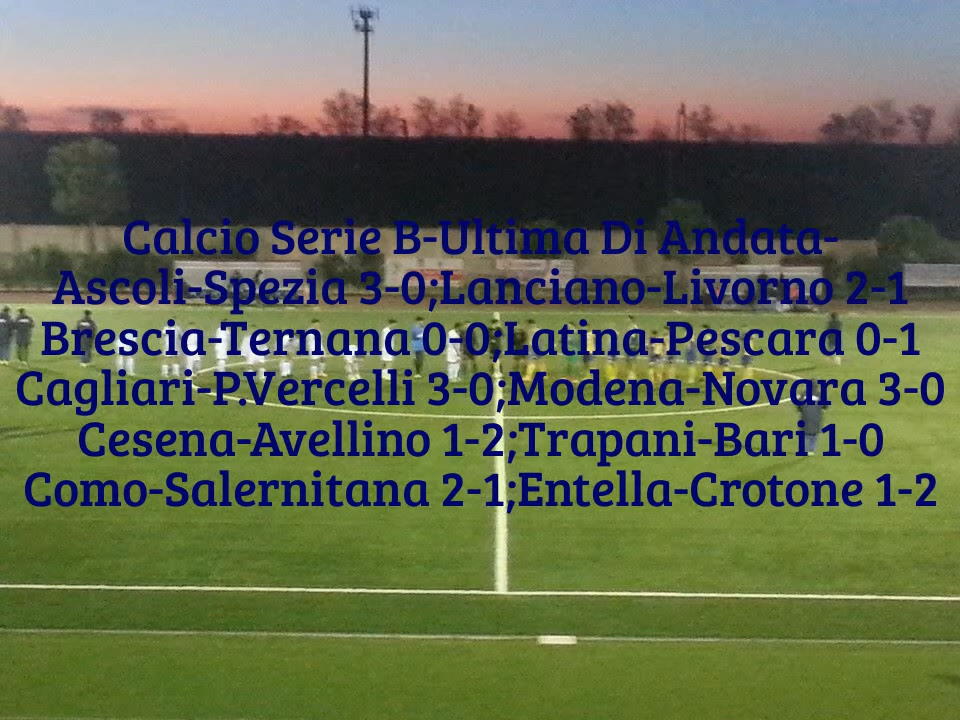 Calcio Serie B-Ultima Di Andata-
Ascoli-Spezia 3-0;Lanciano-Livorno 2-1
Brescia-Ternana 0-0;Latina-Pescara 0-1
Cagliari-P.Vercelli 3-0;Modena-Novara 3-0
Cesena-Avellino 1-2;Trapani-Bari 1-0
Como-Salernitana 2-1;Entella-Crotone 1-2